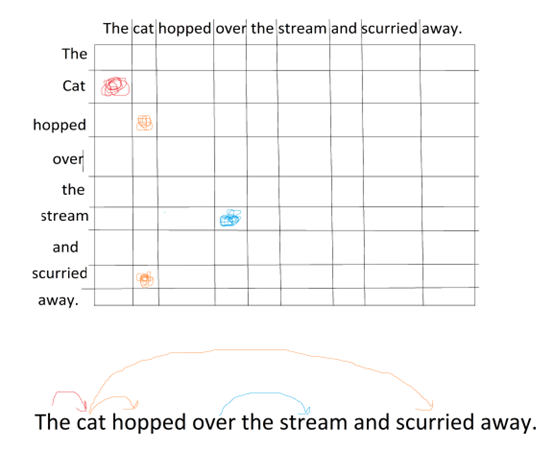 The cat hopped over the stream and scurried away.
The
Cat
hopped
over
the
stream
and
scurried
away.
The cat hopped over the stream and scurried away.